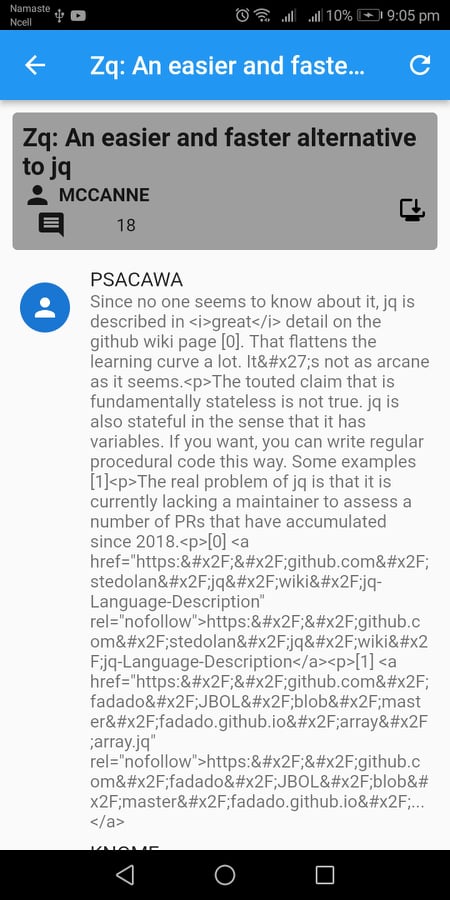 Namaste
Ncell
10%
9:05 pm
Zq: An easier and faste...
Zq: An easier and faster alternative
to jq
MCCANNE
18
PSACAWA
Since no one seems to know about it, jq is
described in <i>great</i> detail on the
github wiki page [0]. That flattens the
learning curve a lot. It&#x27;s not as arcane
as it seems.<p>The touted claim that is
fundamentally stateless is not true. jq is
also stateful in the sense that it has
variables. If you want, you can write regular
procedural code this way. Some examples
[1]<p>The real problem of jq is that it is
currently lacking a maintainer to assess a
number of PRs that have accumulated
since 2018.<p>[0] <a
href="https:&#x2F;&#x2F;github.com&#x2F;
stedolan&#x2F;jq&#x2F;wiki&#x2F;jq-
Language-Description"
rel="nofollow">https:&#x2F;&#x2F;github.c
om&#x2F;stedolan&#x2F;jq&#x2F;wiki&#x2
F;jq-Language-Description</a><p>[1] <a
href="https:&#x2F;&#x2F;github.com&#x2F;
fadado&#x2F;JBOL&#x2F;blob&#x2F;mast
er&#x2F;fadado.github.io&#x2F;array&#x2F
;array.jq"
rel="nofollow">https:&#x2F;&#x2F;github.c
om&#x2F;fadado&#x2F;JBOL&#x2F;blob&#
x2F;master&#x2F;fadado.github.io&#x2F;...
</a>